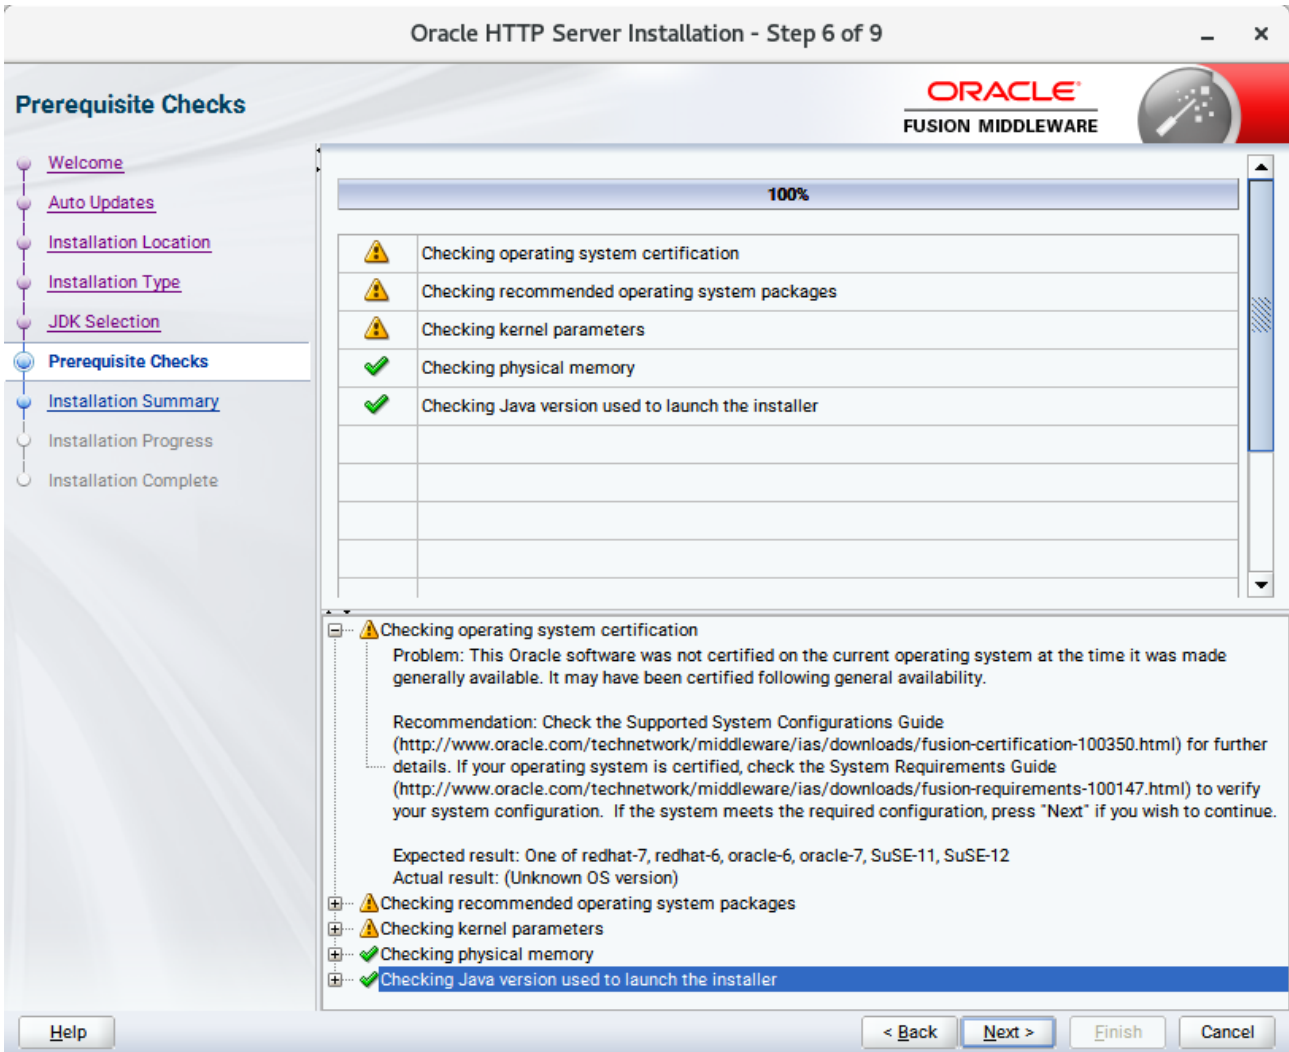 Oracle HTTP Server Installation - Step 6 of 9
Prerequisite Checks
ORACLE
FUSION MIDDLEWARE
Welcome
Auto Updates
Installation Location
Installation Type
JDK Selection
Prerequisite Checks
Installation Summary
Installation Progress
Installation Complete
100%
Checking operating system certification
Checking recommended operating system packages
Checking kernel parameters
Checking physical memory
Checking Java version used to launch the installer
Checking operating system certification
Problem: This Oracle software was not certified on the current operating system at the time it was made
generally available. It may have been certified following general availability.
Recommendation: Check the Supported System Configurations Guide
(http://www.oracle.com/technetwork/middleware/ias/downloads/fusion-certification-100350.html) for further
details. If your operating system is certified, check the System Requirements Guide
(http://www.oracle.com/technetwork/middleware/ias/downloads/fusion-requirements-100147.html) to verify
your system configuration.  If the system meets the required configuration, press "Next" if you wish to continue.
Expected result: One of redhat-7, redhat-6, oracle-6, oracle-7, SuSE-11, SuSE-12
Actual result: (Unknown OS version)
Checking recommended operating system packages
Checking kernel parameters
Checking physical memory
Checking Java version used to launch the installer
Help
< Back
Next >
Finish
Cancel